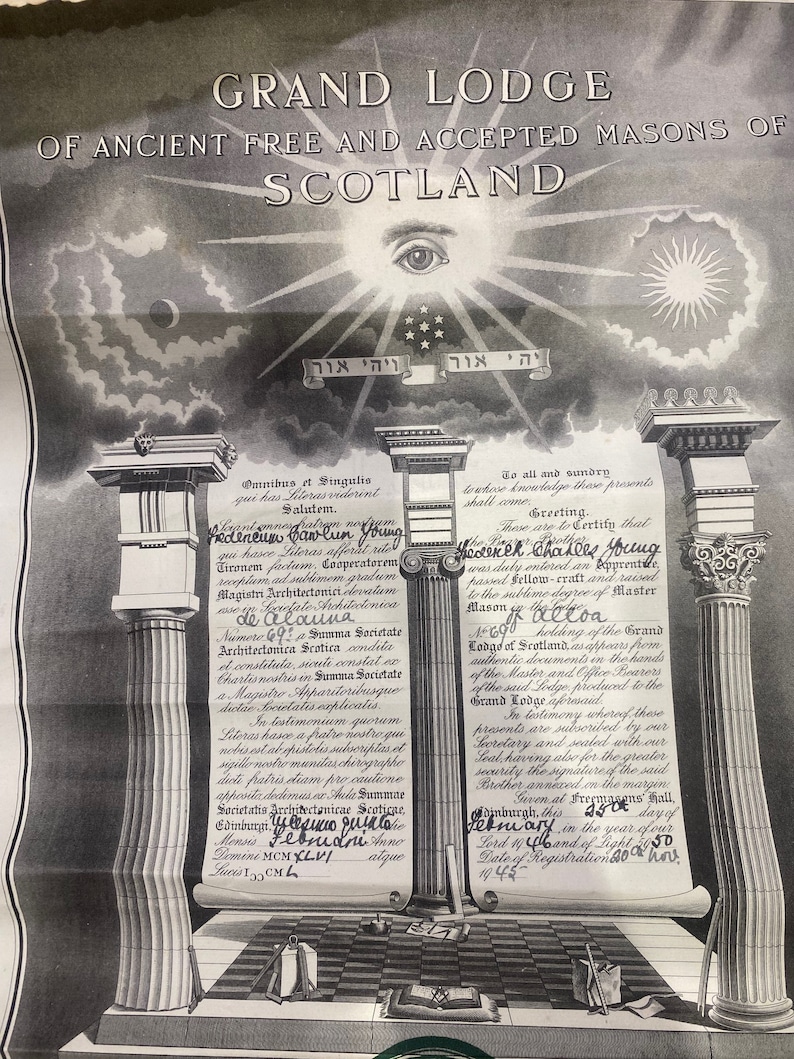 GRAND LODGE
OF ANCIENT FREE AND ACCEPTED MASONS OF
SCOTLAND
ויהי אור
יהי אור
Omnibus et Singulis
qui has Literas viderint
Salutem.
Sciant omnes fratrem nostrum
Young
qui hasce Literas afferat rite
Tironem factum, Cooperatorem
receptum, ad sublimem gradum
Magistri Architectonici elevatum
esse in Societate Architectonica
de Alauna
Numero 69? a Summa Societate
Architectonica Scotica condita
et constituta, sicuti constat ex
Chartis nostris in Summa Societate
a Magistro Apparitoribusque
dictae Societatis explicatis.
In testimonium quorum
Literas hasce a fratre nostro qui
nobis est ab epistolis subscriptas, et
sigillo nostro munitas, chirographo
dicti fratris etiam pro cautione
apposito, dedimus, ex Aula Summae
Societatis Architectonicae Scoticae,
Edinburgi, vicesimo quinto die
Mensis Februarii Anno
Domini MCMXLVI atque
Lucis IƆƆCML
To all and sundry
to whose knowledge these presents
shall come,
Greeting.
These are to Certify that
the Bearer, Brother
Frederick Charles Young
was duly entered an Apprentice,
passed Fellow-craft and raised
to the sublime degree of Master
Mason in the lodge
of Alloa
No. 69 holding of the Grand
Lodge of Scotland, as appears from
authentic documents in the hands
of the Master and Office Bearers
of the said Lodge, produced to the
Grand Lodge aforesaid.
In testimony whereof, these
presents are subscribed by our
Secretary and sealed with our
Seal, having also for the greater
security the signature of the said
Brother annexed on the margin.
Given at Freemasons' Hall,
Edinburgh, this 25th day of
February in the year of our
Lord 1946 and of Light 5950
Date of Registration 30th Nov.
1945